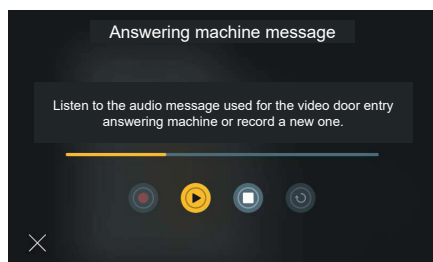 Answering machine message
Listen to the audio message used for the video door entry
answering machine or record a new one.